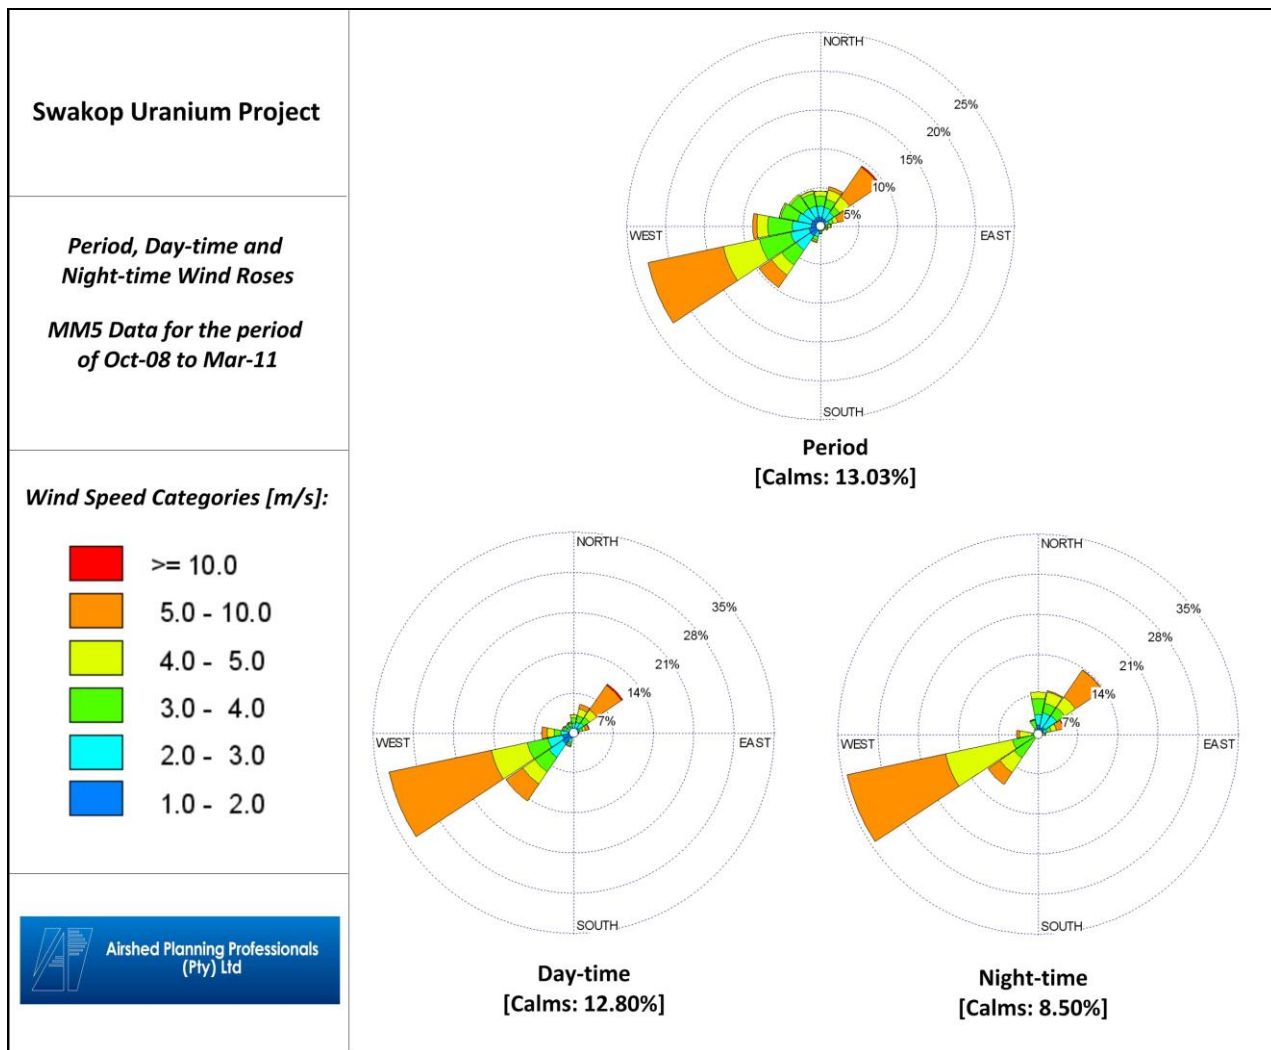 Swakop Uranium Project
Period, Day-time and
Night-time Wind Roses
MM5 Data for the period
of Oct-08 to Mar-11
Wind Speed Categories [m/s]:
>= 10.0
5.0 - 10.0
4.0 - 5.0
3.0 - 4.0
2.0 - 3.0
1.0 - 2.0
Airshed Planning Professionals
(Pty) Ltd
NORTH
25%
20%
15%
10%
5%
WEST
EAST
SOUTH
Period
[Calms: 13.03%]
NORTH
35%
28%
21%
14%
7%
WEST
EAST
SOUTH
Day-time
[Calms: 12.80%]
NORTH
35%
28%
21%
14%
7%
WEST
EAST
SOUTH
Night-time
[Calms: 8.50%]